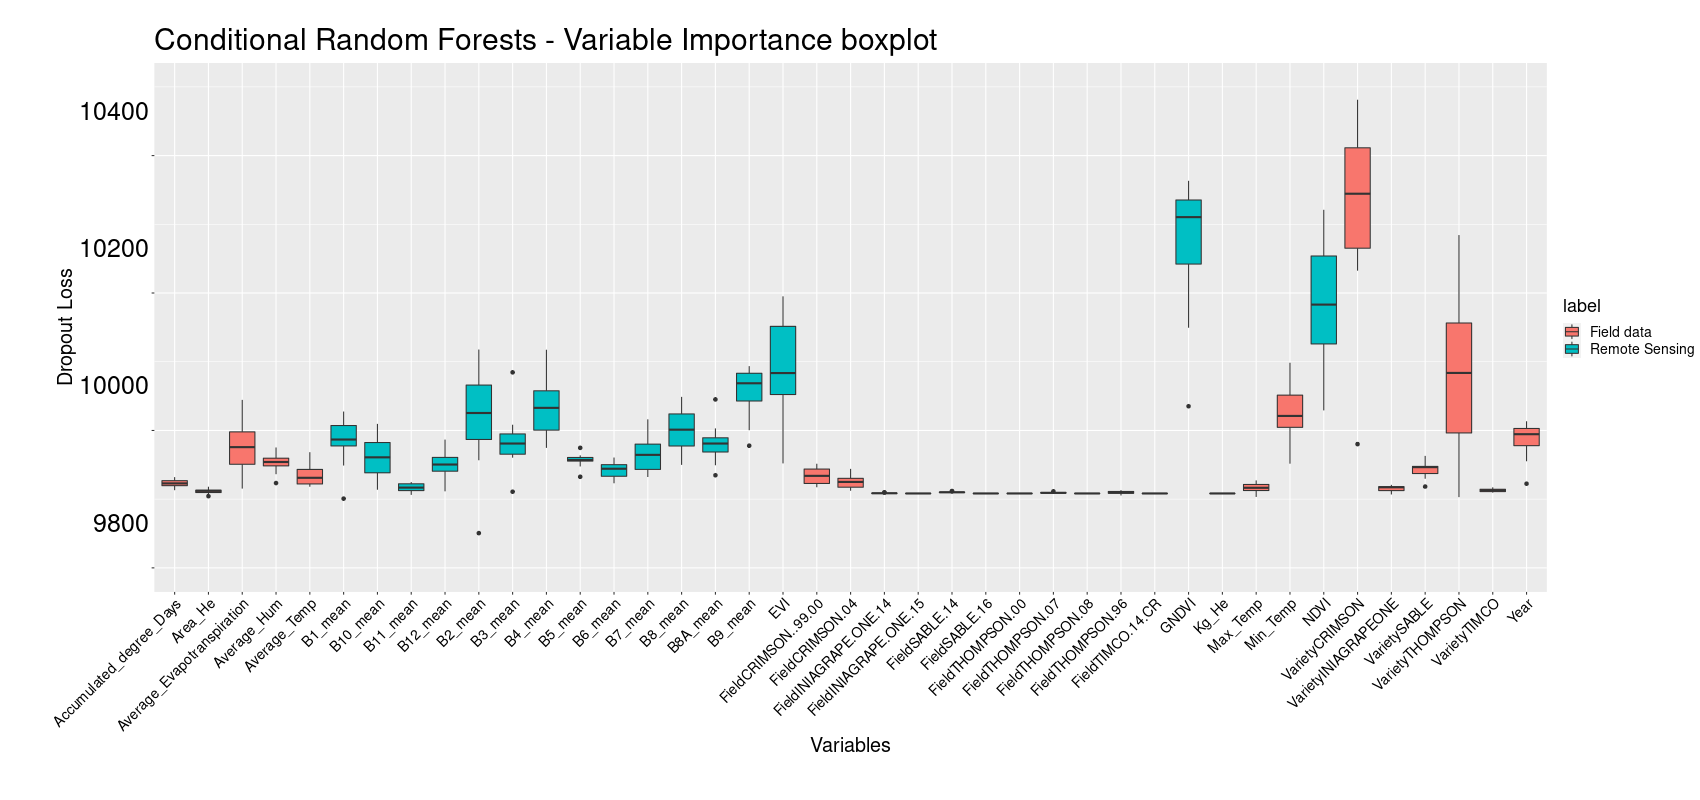 Conditional Random Forests - Variable Importance boxplot
10400
10200
10000
9800
Dropout Loss
Accumulated_degree_Days
Area_He
Average_Evapotranspiration
Average_Hum
Average_Temp
B1_mean
B10_mean
B11_mean
B12_mean
B2_mean
B3_mean
B4_mean
B5_mean
B6_mean
B7_mean
B8_mean
B8A_mean
B9_mean
EVI
FieldCRIMSON..99.00
FieldCRIMSON.04
FieldINIAGRAPE.ONE.14
FieldINIAGRAPE.ONE.15
FieldSABLE.14
FieldSABLE.16
FieldTHOMPSON.00
FieldTHOMPSON.07
FieldTHOMPSON.08
FieldTHOMPSON.96
FieldTIMCO.14.CR
GNDVI
Kg_He
Max_Temp
Min_Temp
NDVI
VarietyCRIMSON
VarietyINIAGRAPEONE
VarietySABLE
VarietyTHOMPSON
VarietyTIMCO
Year
Variables
label
Field data
Remote Sensing